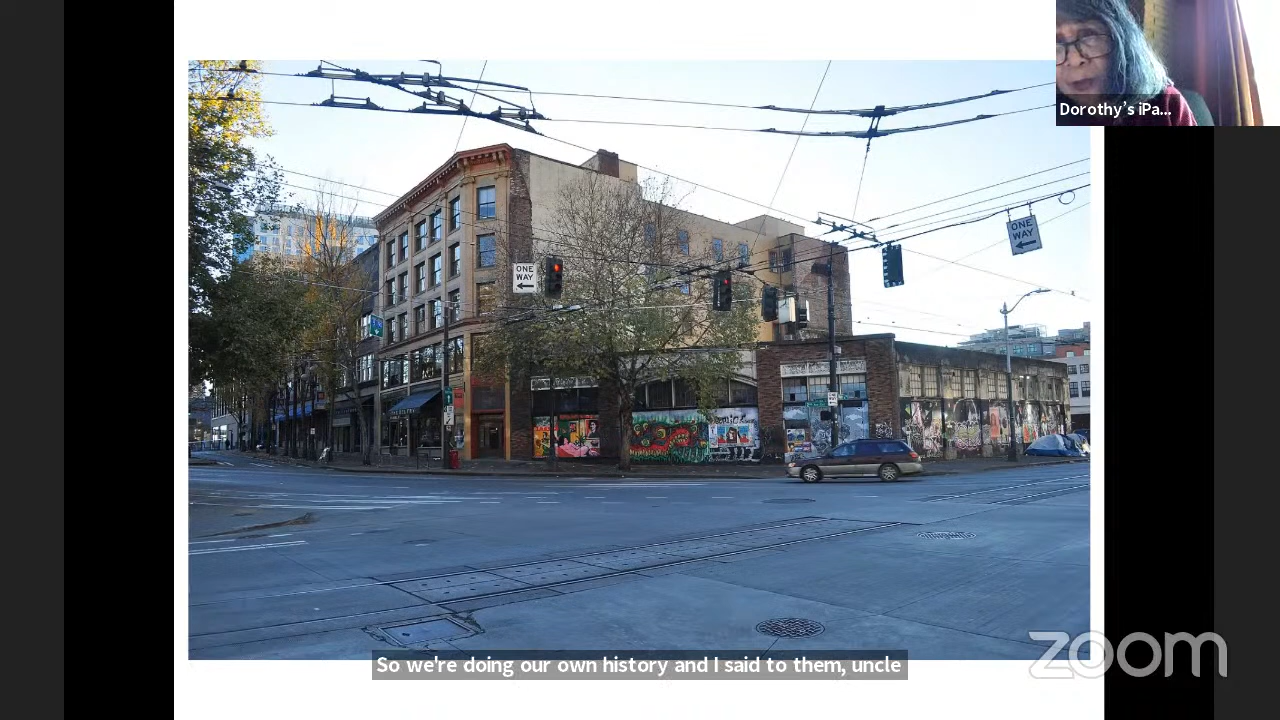 Dorothy’s iPa...
ONE
WAY
ONE
WAY
So we're doing our own history and I said to them, uncle
zoom